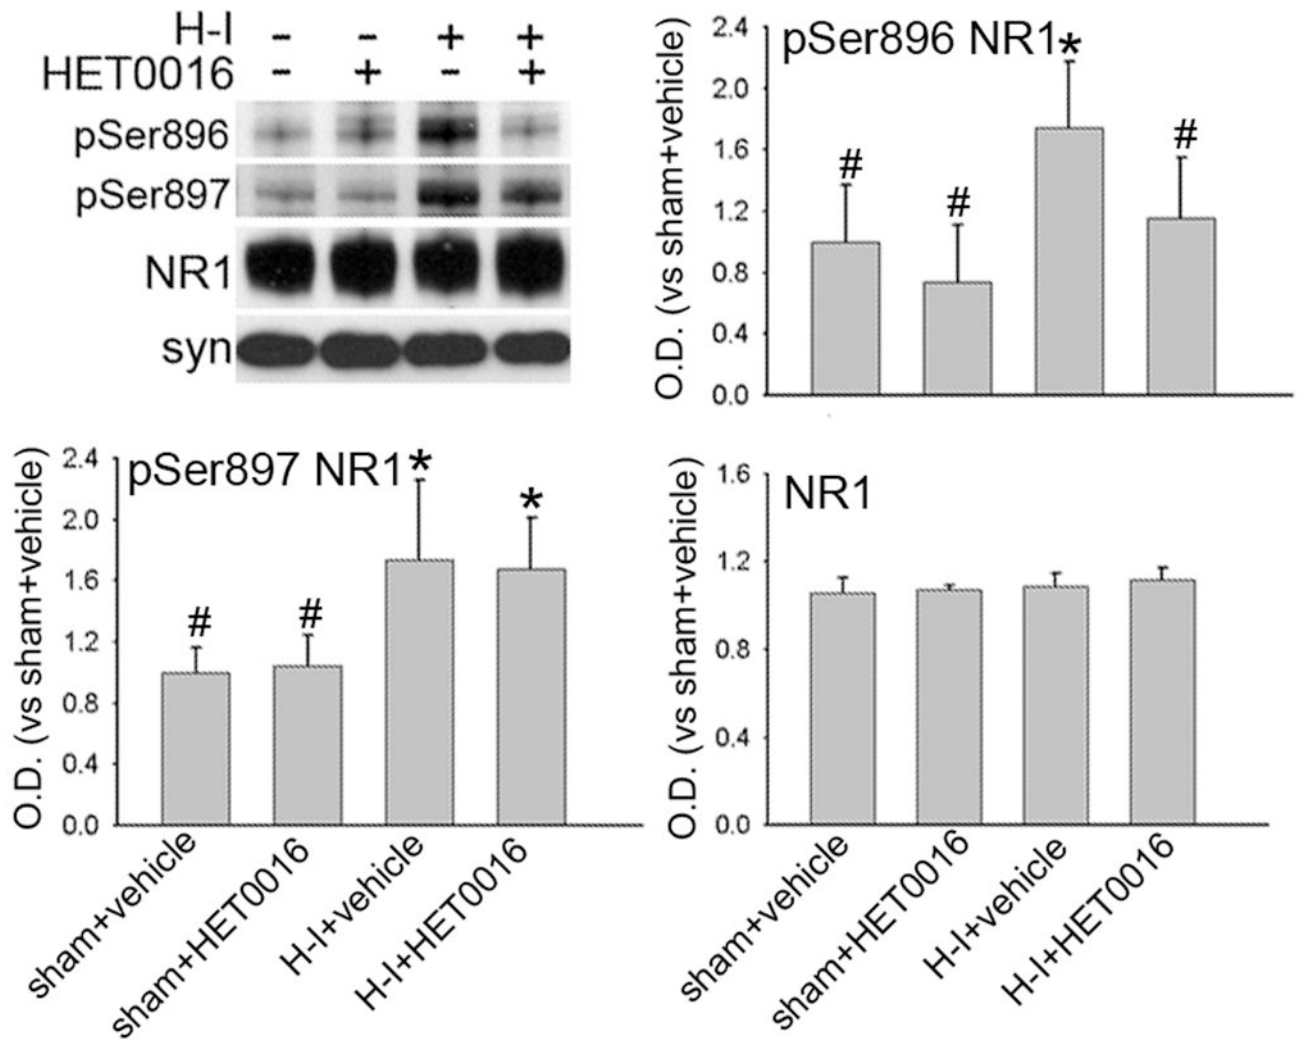 H-I - - + +
HET0016 - + - +
pSer896
pSer897
NR1
syn
pSer896 NR1
O.D. (vs sham+vehicle)
2.4
2.0
1.6
1.2
0.8
0.4
0.0
# # * #
pSer897 NR1
O.D. (vs sham+vehicle)
2.4
2.0
1.6
1.2
0.8
0.4
0.0
# # * *
sham+vehicle
sham+HET0016
H-I+vehicle
H-I+HET0016
NR1
O.D. (vs sham+vehicle)
1.6
1.2
0.8
0.4
0.0
sham+vehicle
sham+HET0016
H-I+vehicle
H-I+HET0016